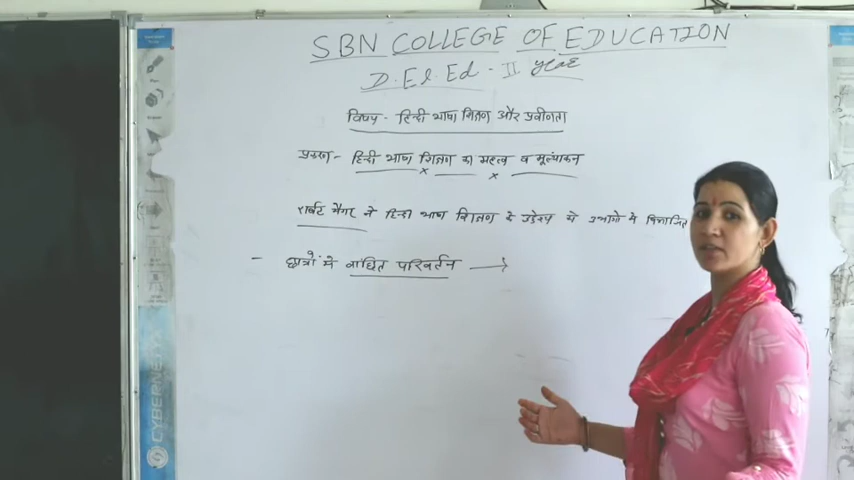 SBN COLLEGE OF EDUCATION
D.El.Ed - II year
विषय - हिन्दी भाषा शिक्षण और प्रवीणता
प्रकरण - हिन्दी भाषा शिक्षण का महत्व व मूल्यांकन
रार्बट मैगर ने हिन्दी भाषा शिक्षण के उद्देश्य को में विभाजित
- छात्रों में वांछित परिवर्तन →
CYBERNETYX